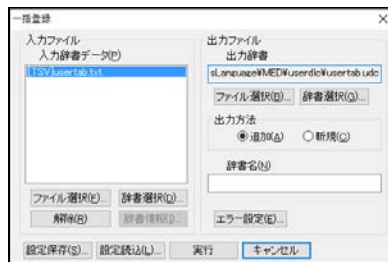 一括登録
入力ファイル
入力辞書データ(P)
[TSV]usertab.txt
ファイル選択(F)...
辞書選択(D)...
解除(R)
辞書情報(I)...
出力ファイル
出力辞書
sLanguage¥MED¥userdic¥usertab.udc
ファイル選択(B)...
辞書選択(G)...
出力方法
追加(A)
新規(C)
辞書名(N)
エラー設定(E)...
設定保存(S)...
設定読込(L)...
実行
キャンセル